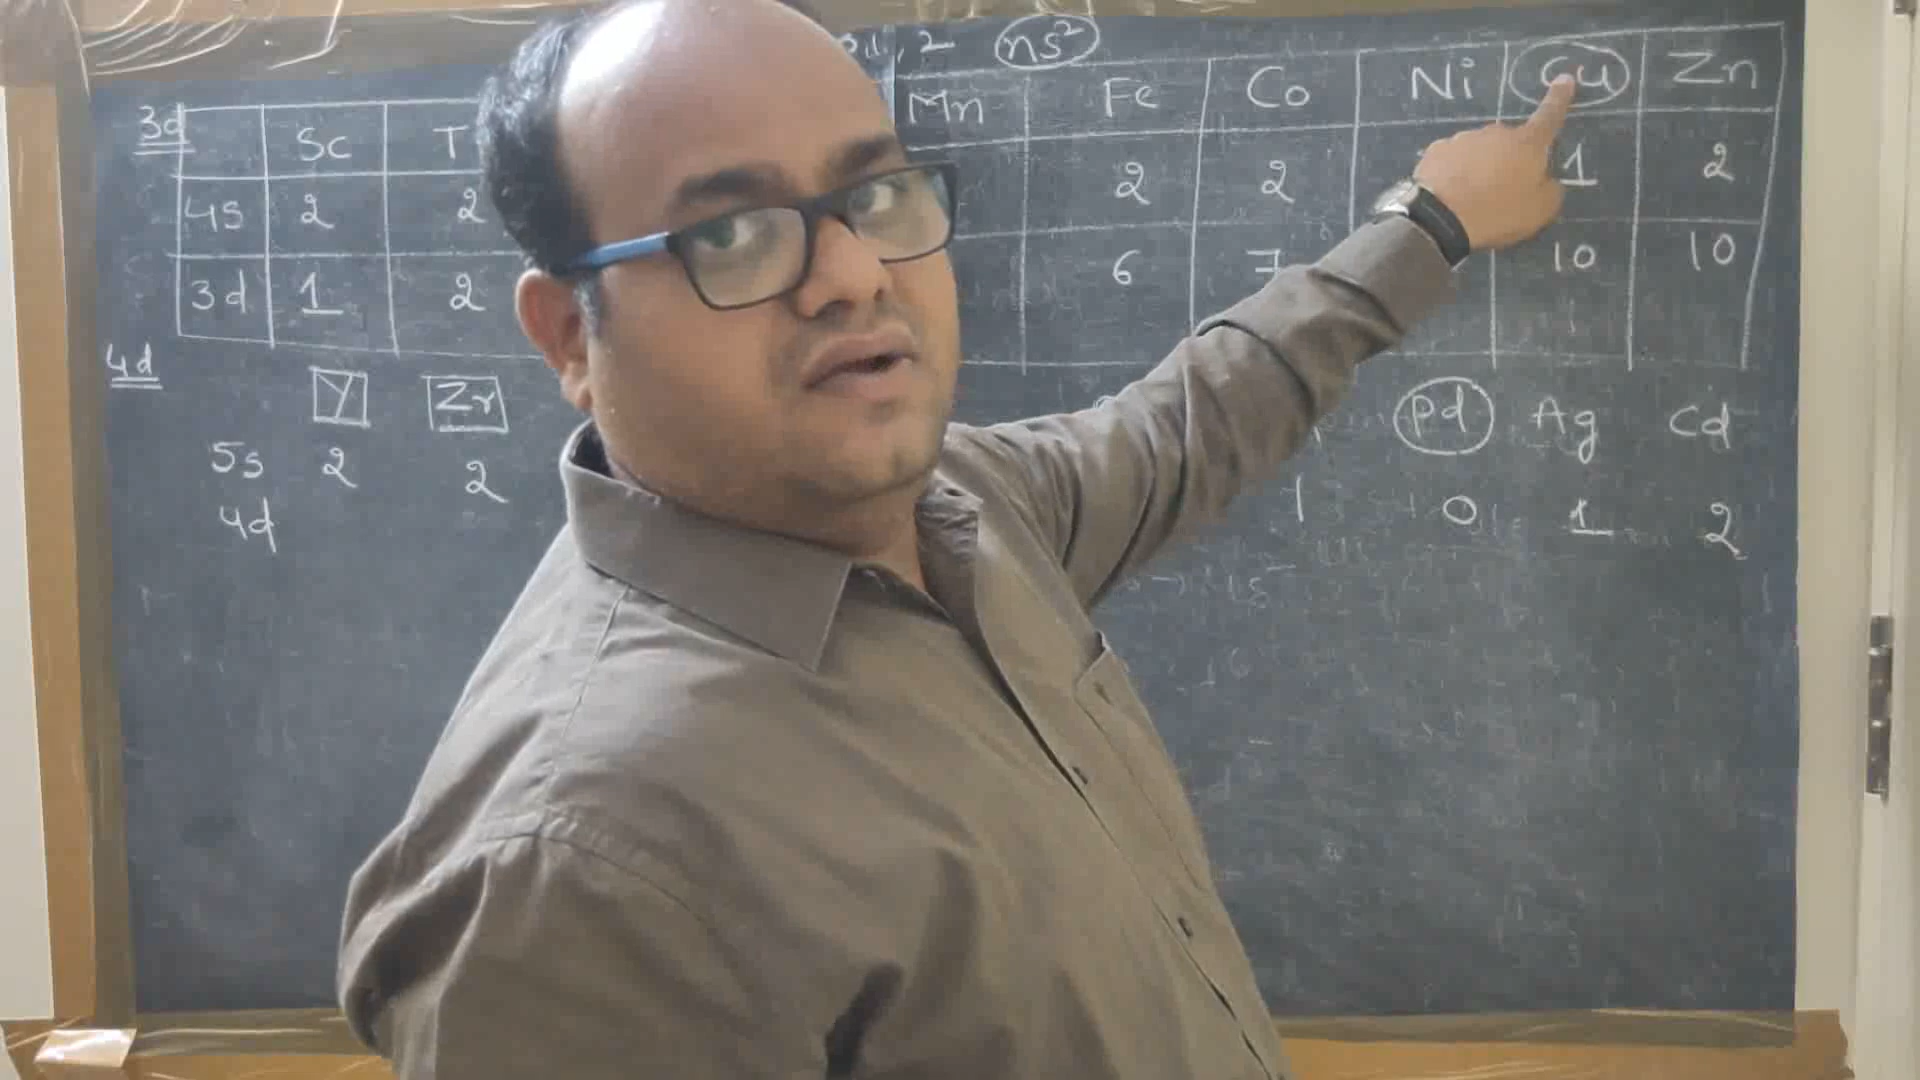 , 2 ns²
3d Sc T Mn Fe Co Ni Cu Zn
4s 2 2 2 2 1 2
3d 1 2 6 7 10 10
4d Y Zr pd Ag Cd
5s 2 2 1 0 1 2
4d